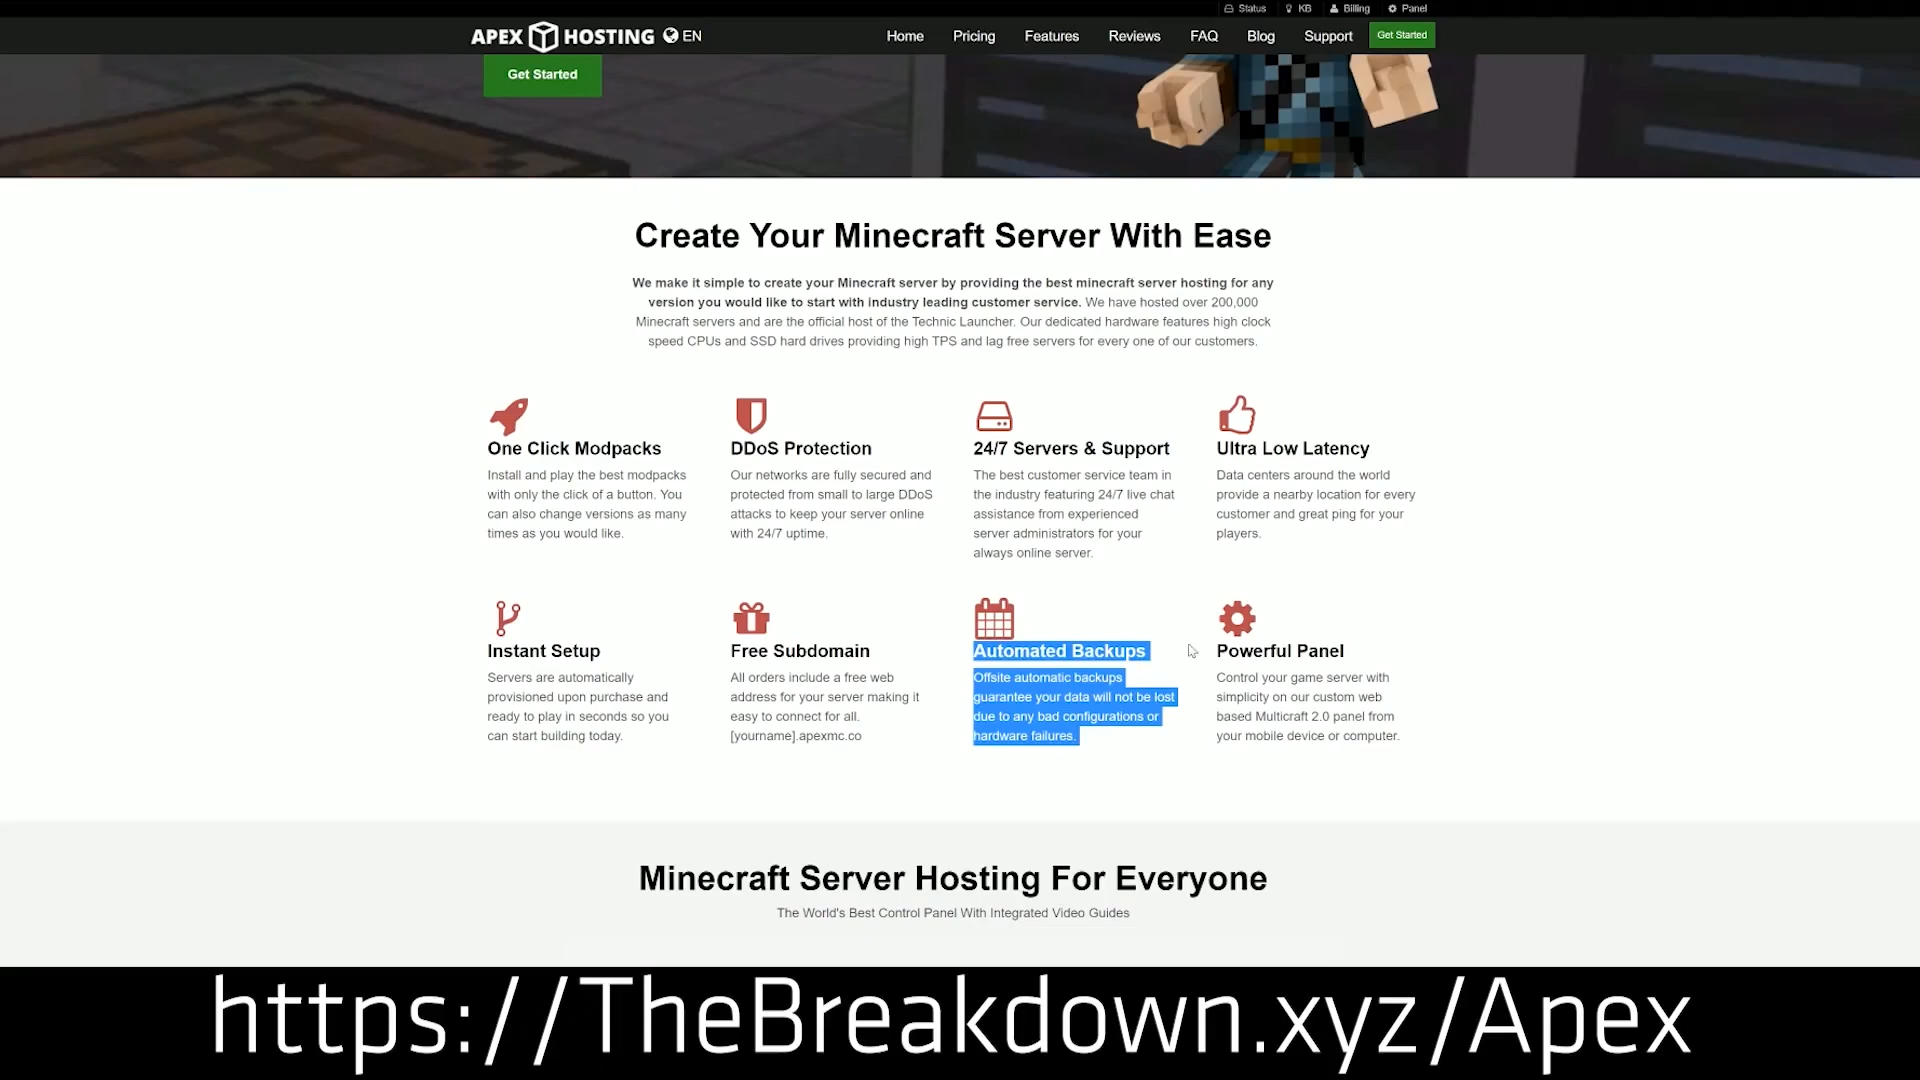 Status KB Billing Panel
APEX HOSTING EN Home Pricing Features Reviews FAQ Blog Support Get Started
Get Started
Create Your Minecraft Server With Ease
We make it simple to create your Minecraft server by providing the best minecraft server hosting for any
version you would like to start with industry leading customer service. We have hosted over 200,000
Minecraft servers and are the official host of the Technic Launcher. Our dedicated hardware features high clock
speed CPUs and SSD hard drives providing high TPS and lag free servers for every one of our customers.
One Click Modpacks
Install and play the best modpacks
with only the click of a button. You
can also change versions as many
times as you would like.
DDoS Protection
Our networks are fully secured and
protected from small to large DDoS
attacks to keep your server online
with 24/7 uptime.
24/7 Servers & Support
The best customer service team in
the industry featuring 24/7 live chat
assistance from experienced
server administrators for your
always online server.
Ultra Low Latency
Data centers around the world
provide a nearby location for every
customer and great ping for your
players.
Instant Setup
Servers are automatically
provisioned upon purchase and
ready to play in seconds so you
can start building today.
Free Subdomain
All orders include a free web
address for your server making it
easy to connect for all.
[yourname].apexmc.co
Automated Backups
Offsite automatic backups
guarantee your data will not be lost
due to any bad configurations or
hardware failures.
Powerful Panel
Control your game server with
simplicity on our custom web
based Multicraft 2.0 panel from
your mobile device or computer.
Minecraft Server Hosting For Everyone
The World's Best Control Panel With Integrated Video Guides
https://TheBreakdown.xyz/Apex